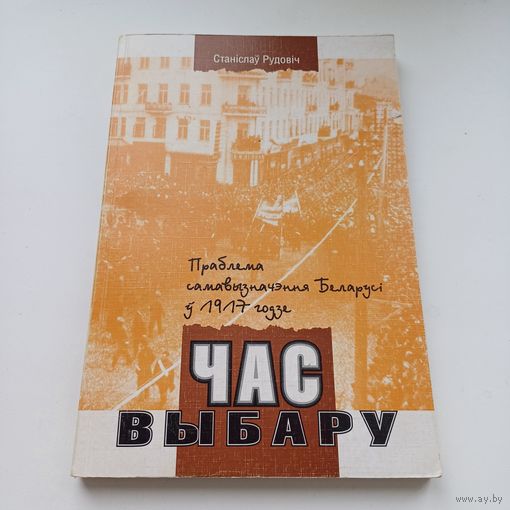 Станіслаў Рудовіч
Праблема
самавызначэння Беларусі
ў 1917 годзе
ЧАС
ВЫБАРУ
www.ay.by